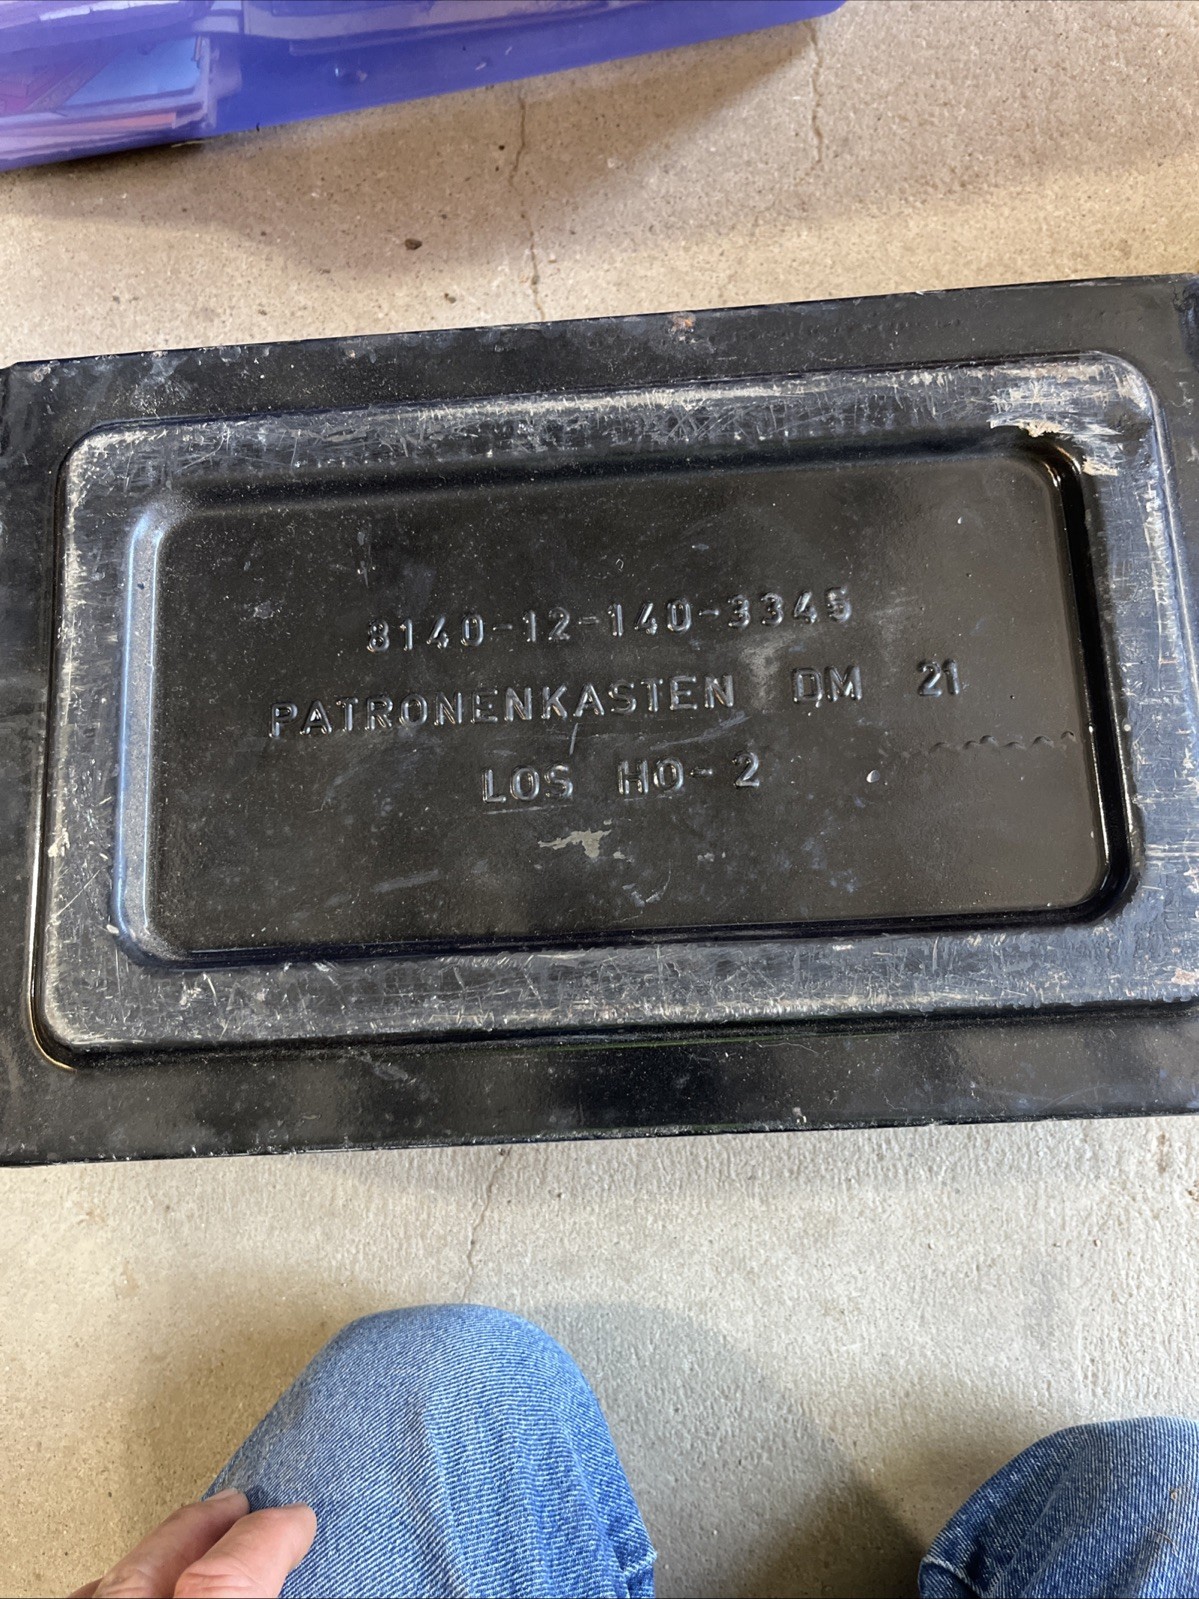 8140-12-140-3345
PATRONENKASTEN DM 21
LOS HO-2